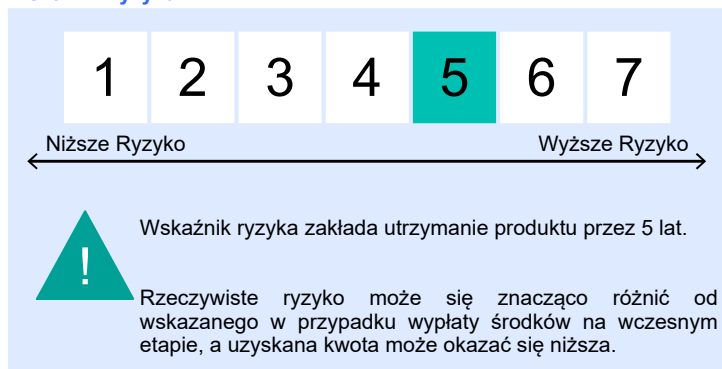 1 2 3 4 5 6 7
Niższe Ryzyko Wyższe Ryzyko
!
Wskaźnik ryzyka zakłada utrzymanie produktu przez 5 lat.
Rzeczywiste ryzyko może się znacząco różnić od
wskazanego w przypadku wypłaty środków na wczesnym
etapie, a uzyskana kwota może okazać się niższa.